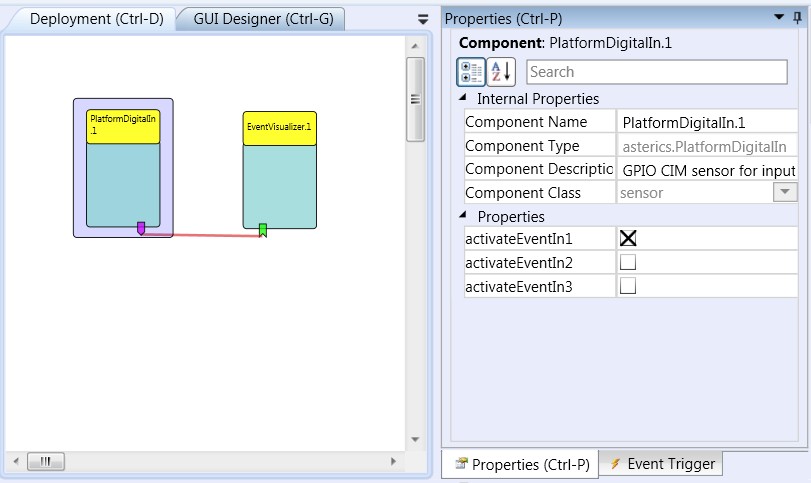 Deployment (Ctrl-D)
GUI Designer (Ctrl-G)
PlatformDigitalIn
.1
EventVisualizer.1
Properties (Ctrl-P)
Component: PlatformDigitalIn.1
A
Z
Search
Internal Properties
Component Name PlatformDigitalIn.1
Component Type asterics.PlatformDigitalIn
Component Descriptio GPIO CIM sensor for input
Component Class sensor
Properties
activateEventIn1
activateEventIn2
activateEventIn3
Properties (Ctrl-P)
Event Trigger